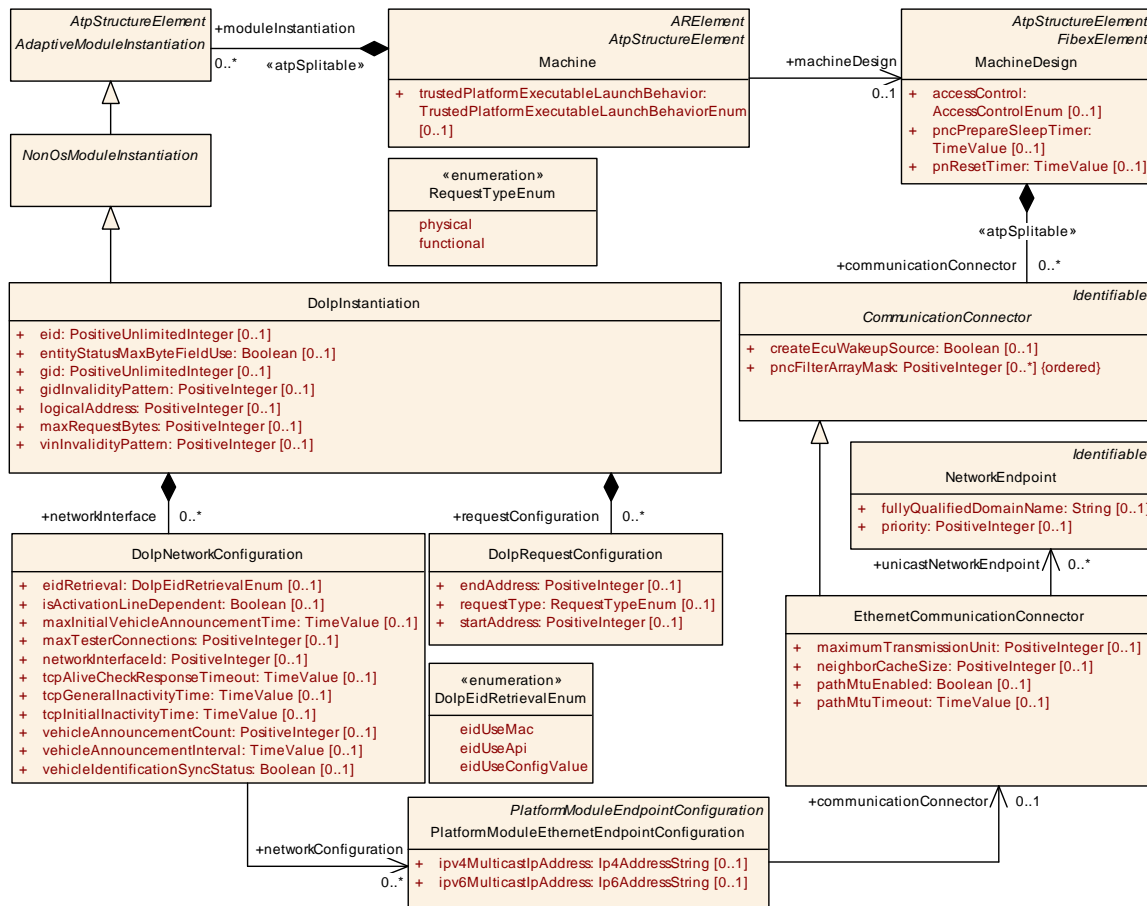 AtpStructureElement
AdaptiveModuleInstantiation
+moduleInstantiation
0..*
«atpSplitable»
ARElement
AtpStructureElement
Machine
+ trustedPlatformExecutableLaunchBehavior:
TrustedPlatformExecutableLaunchBehaviorEnum
[0..1]
+machineDesign
0..1
AtpStructureElement
FibexElement
MachineDesign
+ accessControl:
AccessControlEnum [0..1]
+ pncPrepareSleepTimer:
TimeValue [0..1]
+ pnResetTimer: TimeValue [0..1]
NonOsModuleInstantiation
«enumeration»
RequestTypeEnum
physical
functional
«atpSplitable»
+communicationConnector
0..*
DoIpInstantiation
+ eid: PositiveUnlimitedInteger [0..1]
+ entityStatusMaxByteFieldUse: Boolean [0..1]
+ gid: PositiveUnlimitedInteger [0..1]
+ gidInvalidityPattern: PositiveInteger [0..1]
+ logicalAddress: PositiveInteger [0..1]
+ maxRequestBytes: PositiveInteger [0..1]
+ vinInvalidityPattern: PositiveInteger [0..1]
Identifiable
CommunicationConnector
+ createEcuWakeupSource: Boolean [0..1]
+ pncFilterArrayMask: PositiveInteger [0..*] {ordered}
Identifiable
NetworkEndpoint
+ fullyQualifiedDomainName: String [0..1]
+ priority: PositiveInteger [0..1]
+networkInterface
0..*
+requestConfiguration
0..*
DoIpNetworkConfiguration
+ eidRetrieval: DoIpEidRetrievalEnum [0..1]
+ isActivationLineDependent: Boolean [0..1]
+ maxInitialVehicleAnnouncementTime: TimeValue [0..1]
+ maxTesterConnections: PositiveInteger [0..1]
+ networkInterfaceId: PositiveInteger [0..1]
+ tcpAliveCheckResponseTimeout: TimeValue [0..1]
+ tcpGeneralInactivityTime: TimeValue [0..1]
+ tcpInitialInactivityTime: TimeValue [0..1]
+ vehicleAnnouncementCount: PositiveInteger [0..1]
+ vehicleAnnouncementInterval: TimeValue [0..1]
+ vehicleIdentificationSyncStatus: Boolean [0..1]
DoIpRequestConfiguration
+ endAddress: PositiveInteger [0..1]
+ requestType: RequestTypeEnum [0..1]
+ startAddress: PositiveInteger [0..1]
+unicastNetworkEndpoint
0..*
EthernetCommunicationConnector
+ maximumTransmissionUnit: PositiveInteger [0..1]
+ neighborCacheSize: PositiveInteger [0..1]
+ pathMtuEnabled: Boolean [0..1]
+ pathMtuTimeout: TimeValue [0..1]
«enumeration»
DoIpEidRetrievalEnum
eidUseMac
eidUseApi
eidUseConfigValue
+communicationConnector
0..1
+networkConfiguration
0..*
PlatformModuleEndpointConfiguration
PlatformModuleEthernetEndpointConfiguration
+ ipv4MulticastIpAddress: Ip4AddressString [0..1]
+ ipv6MulticastIpAddress: Ip6AddressString [0..1]